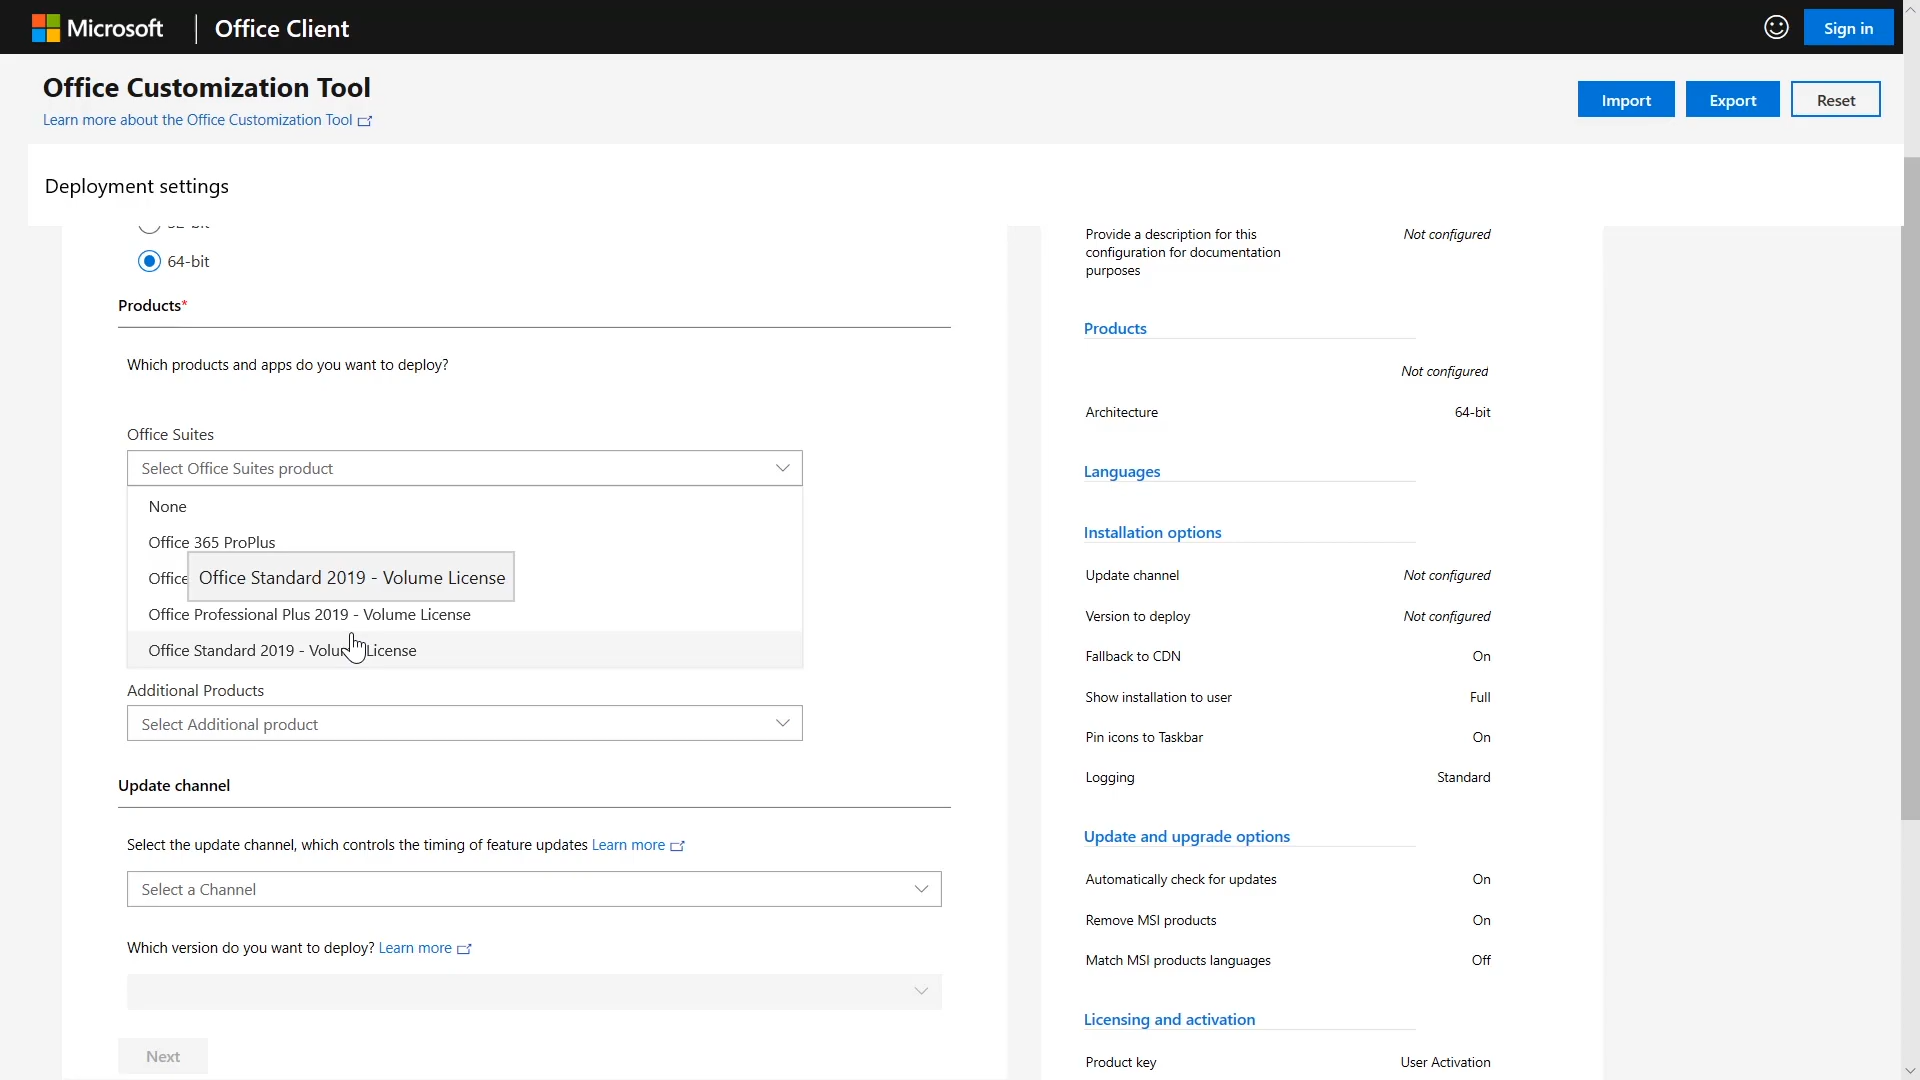 Microsoft
Office Client
Sign in
Office Customization Tool
Learn more about the Office Customization Tool
Import
Export
Reset
Deployment settings
64-bit
Products*
Which products and apps do you want to deploy?
Office Suites
Select Office Suites product
None
Office 365 ProPlus
Office
Office Standard 2019 - Volume License
Office Professional Plus 2019 - Volume License
Office Standard 2019 - Volume License
Additional Products
Select Additional product
Update channel
Select the update channel, which controls the timing of feature updates Learn more
Select a Channel
Which version do you want to deploy? Learn more
Next
Provide a description for this
configuration for documentation
purposes
Not configured
Products
Not configured
Architecture 64-bit
Languages
Installation options
Update channel Not configured
Version to deploy Not configured
Fallback to CDN On
Show installation to user Full
Pin icons to Taskbar On
Logging Standard
Update and upgrade options
Automatically check for updates On
Remove MSI products On
Match MSI products languages Off
Licensing and activation
Product key User Activation